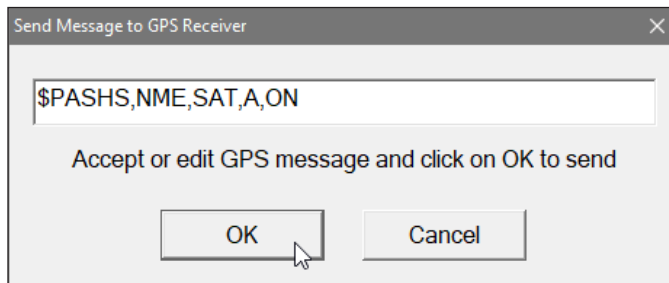 Send Message to GPS Receiver
$PASHS,NME,SAT,A,ON
Accept or edit GPS message and click on OK to send
OK Cancel